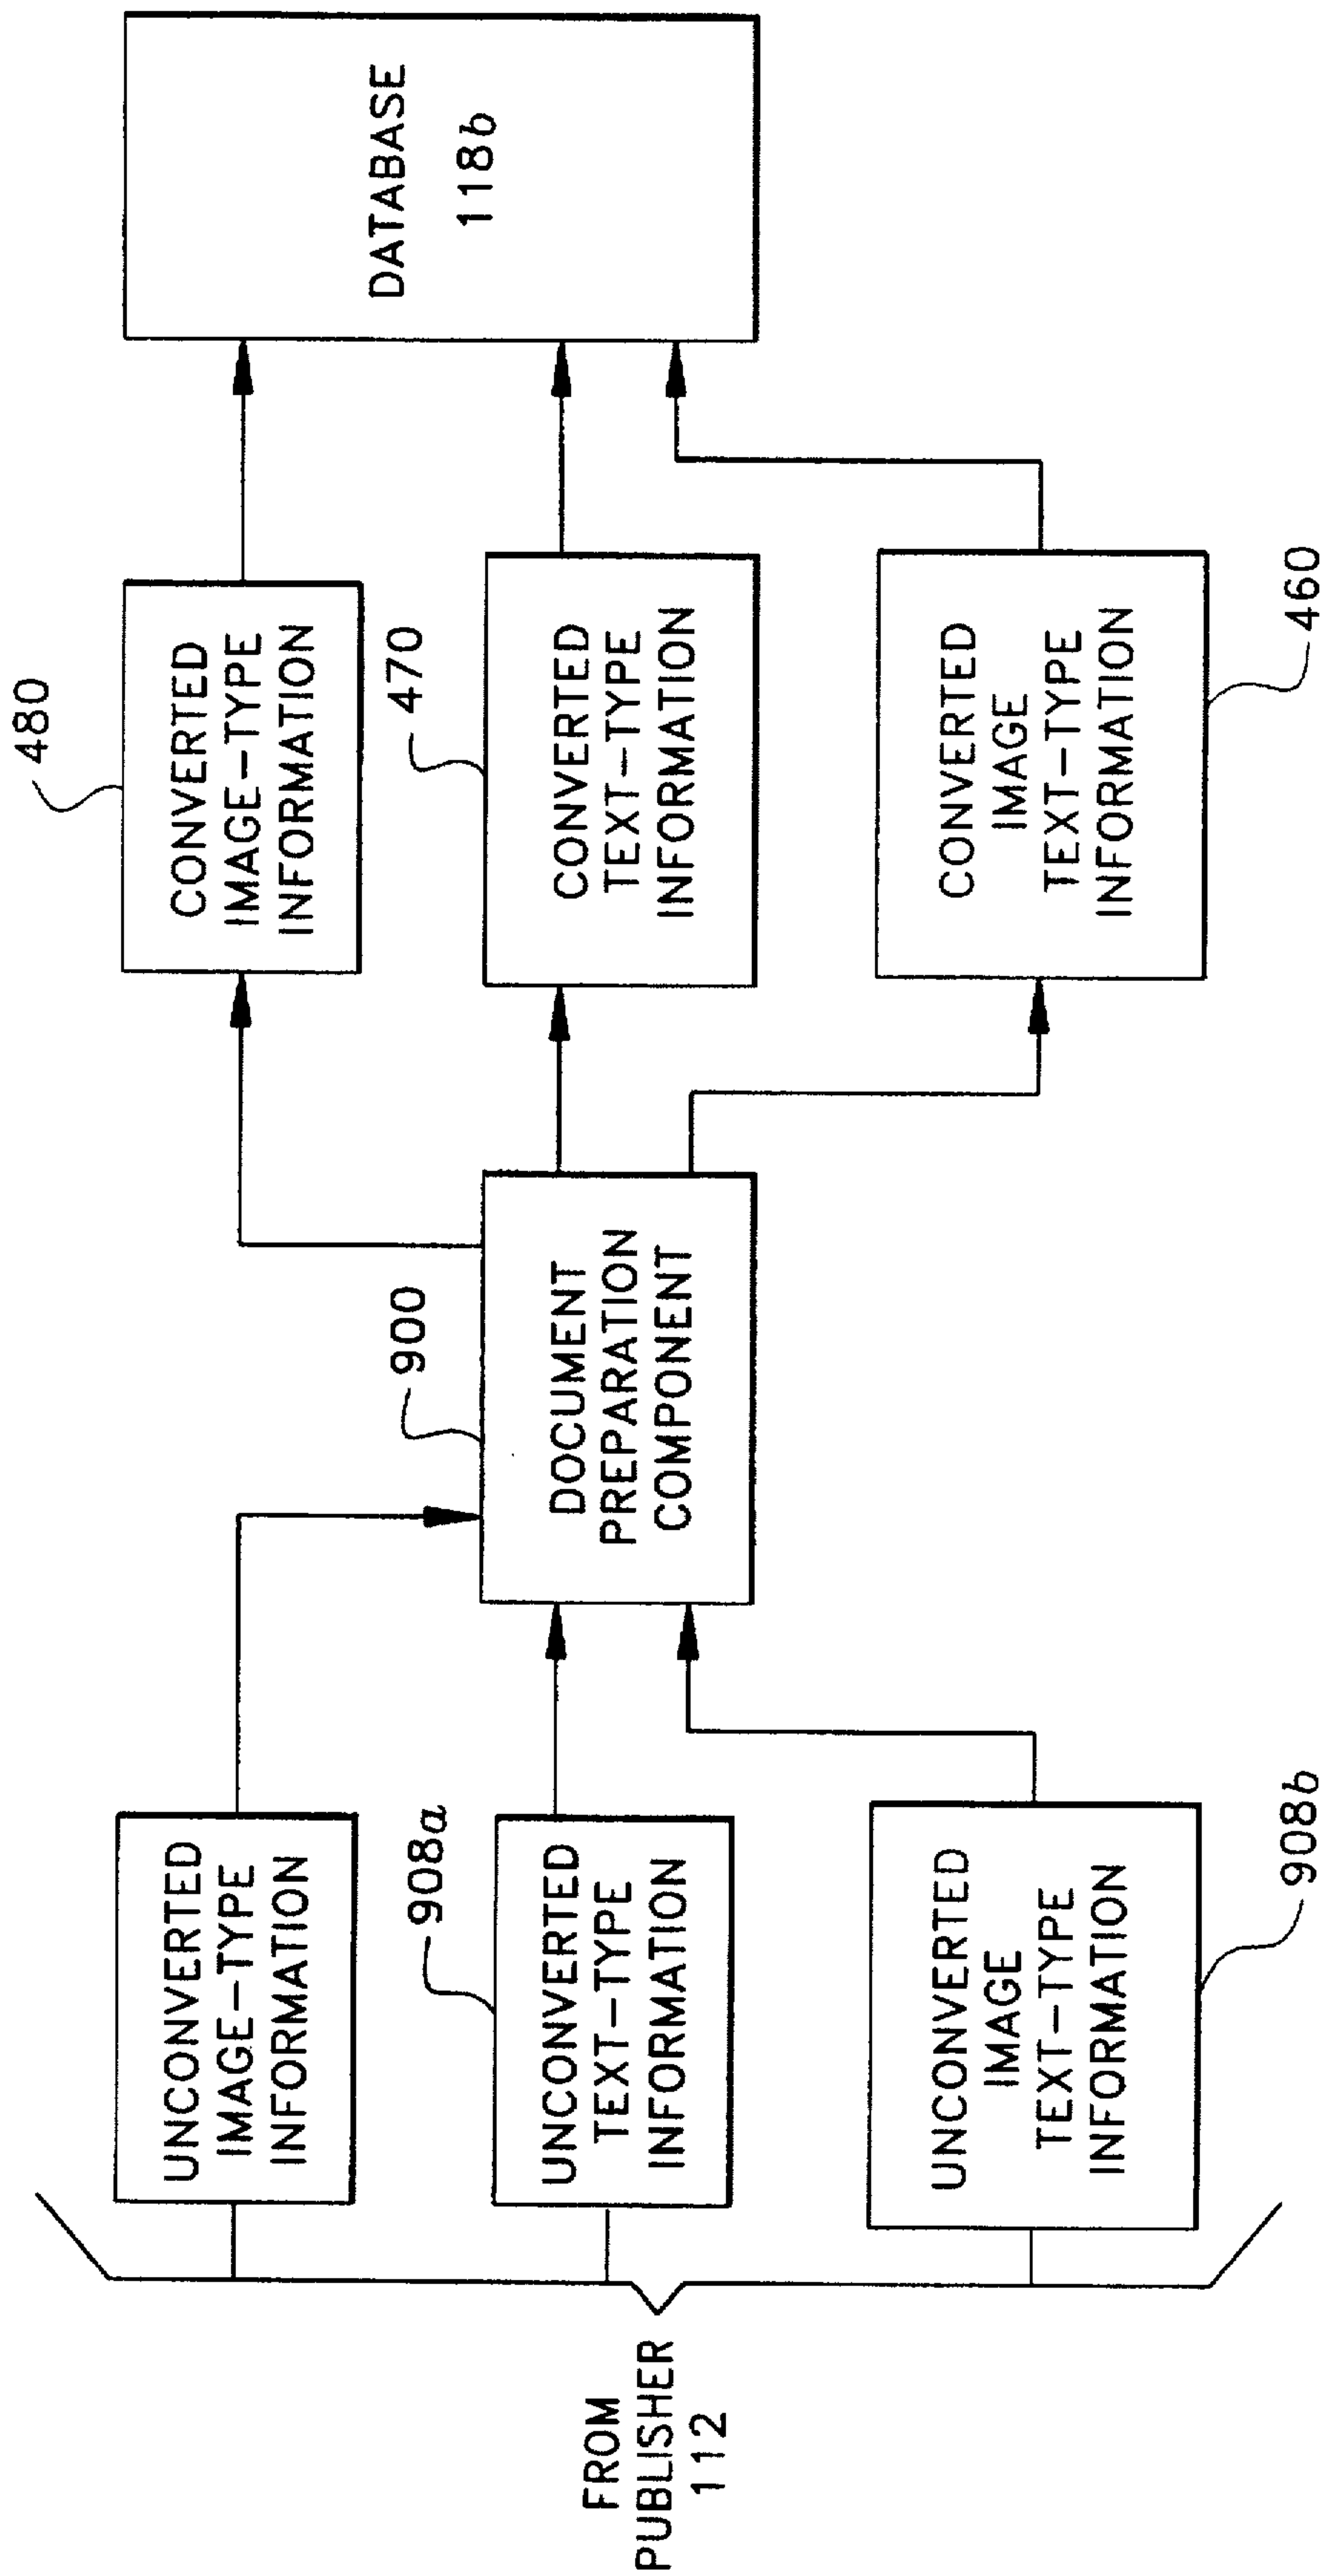 FROM
PUBLISHER
112
UNCONVERTED
IMAGE-TYPE
INFORMATION
908a
UNCONVERTED
TEXT-TYPE
INFORMATION
UNCONVERTED
IMAGE
TEXT-TYPE
INFORMATION
908b
900
DOCUMENT
PREPARATION
COMPONENT
480
CONVERTED
IMAGE-TYPE
INFORMATION
470
CONVERTED
TEXT-TYPE
INFORMATION
CONVERTED
IMAGE
TEXT-TYPE
INFORMATION
460
DATABASE
118b